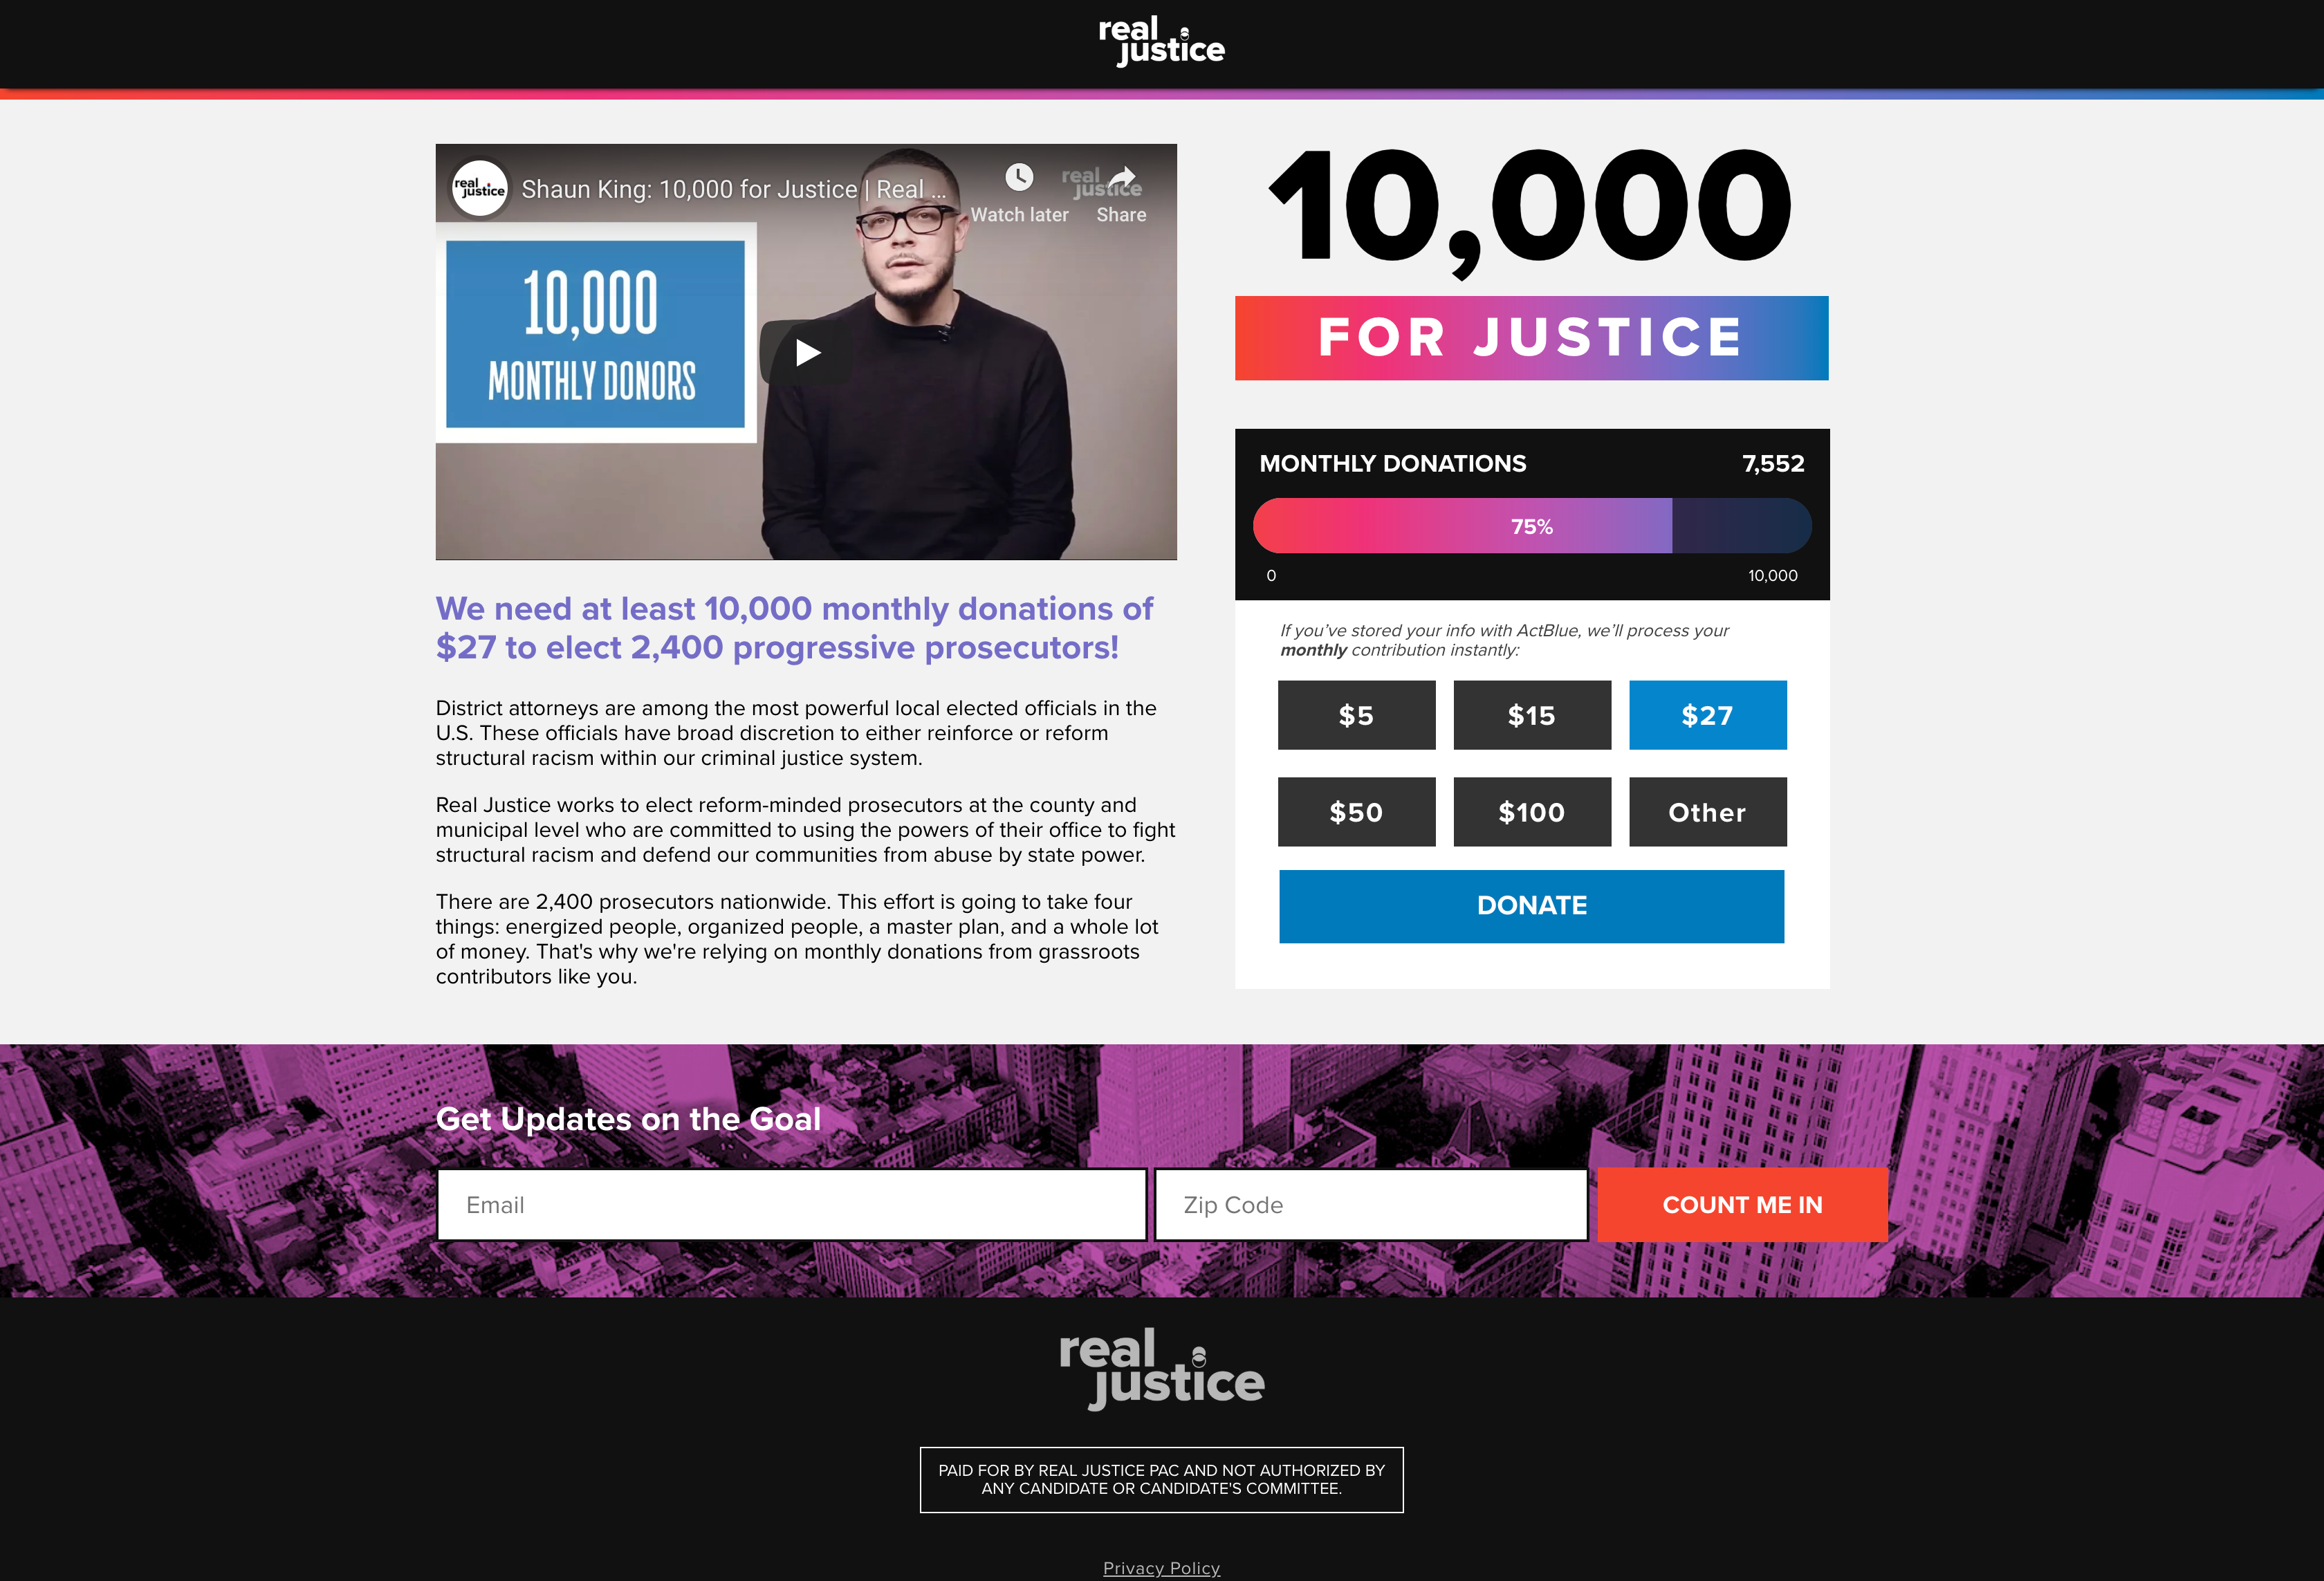 real
justice
real
justice
Shaun King: 10,000 for Justice | Real ...
Watch later
Share
real
justice
10,000
MONTHLY DONORS
10,000
FOR JUSTICE
MONTHLY DONATIONS
7,552
75%
0
10,000
If you've stored your info with ActBlue, we'll process your
monthly contribution instantly:
$5
$15
$27
$50
$100
Other
DONATE
We need at least 10,000 monthly donations of
$27 to elect 2,400 progressive prosecutors!
District attorneys are among the most powerful local elected officials in the
U.S. These officials have broad discretion to either reinforce or reform
structural racism within our criminal justice system.
Real Justice works to elect reform-minded prosecutors at the county and
municipal level who are committed to using the powers of their office to fight
structural racism and defend our communities from abuse by state power.
There are 2,400 prosecutors nationwide. This effort is going to take four
things: energized people, organized people, a master plan, and a whole lot
of money. That's why we're relying on monthly donations from grassroots
contributors like you.
Get Updates on the Goal
Email
Zip Code
COUNT ME IN
real
justice
PAID FOR BY REAL JUSTICE PAC AND NOT AUTHORIZED BY
ANY CANDIDATE OR CANDIDATE'S COMMITTEE.
Privacy Policy